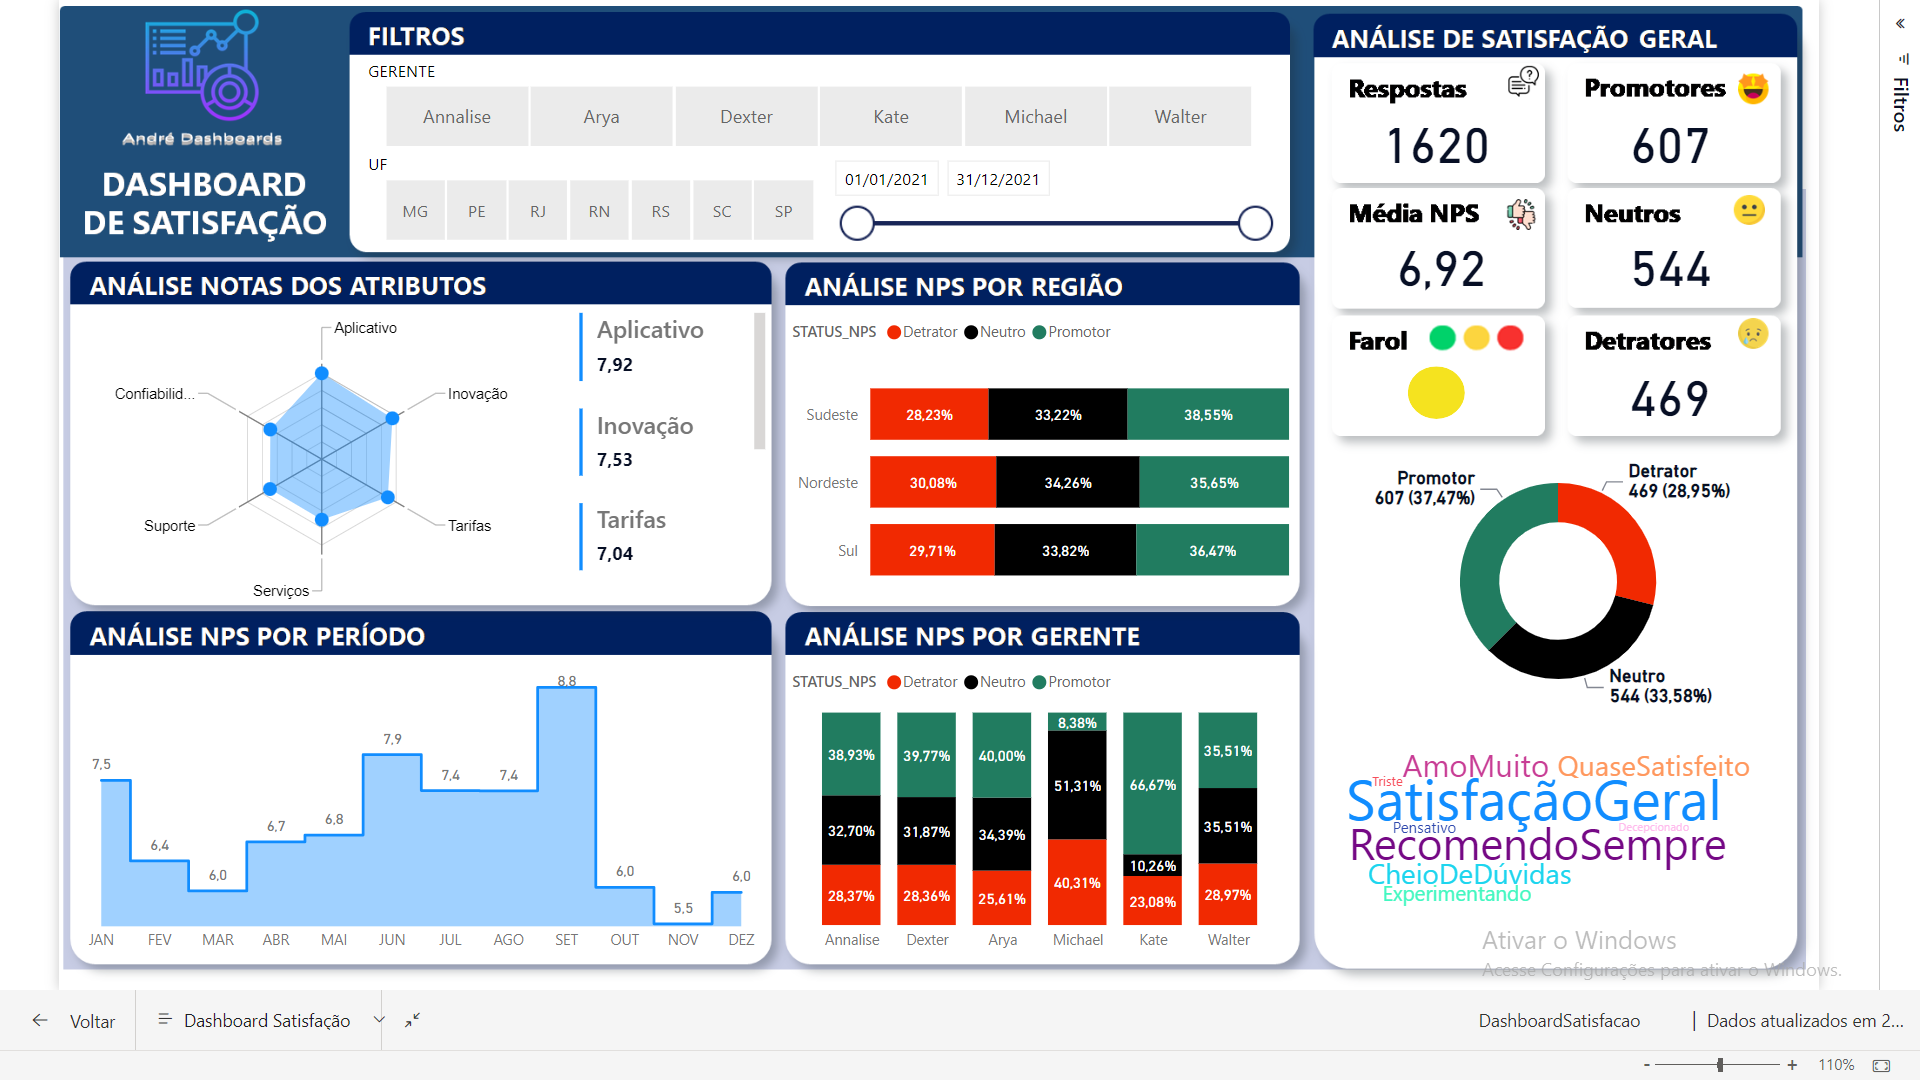 André Dashboards
DASHBOARD
DE SATISFAÇÃO
FILTROS
GERENTE
Annalise
Arya
Dexter
Kate
Michael
Walter
UF
MG
PE
RJ
RN
RS
SC
SP
01/01/2021
31/12/2021
ANÁLISE DE SATISFAÇÃO GERAL
Respostas
1620
Promotores
607
Média NPS
6,92
Neutros
544
Farol
Detratores
469
Promotor
607 (37,47%)
Detrator
469 (28,95%)
Neutro
544 (33,58%)
AmoMuito
QuaseSatisfeito
Triste
SatisfaçãoGeral
Pensativo
Decepcionado
RecomendoSempre
CheioDeDúvidas
Experimentando
ANÁLISE NOTAS DOS ATRIBUTOS
Aplicativo
Inovação
Tarifas
Serviços
Suporte
Confiabilid...
Aplicativo
7,92
Inovação
7,53
Tarifas
7,04
ANÁLISE NPS POR REGIÃO
STATUS_NPS Detrator Neutro Promotor
Sudeste 28,23% 33,22% 38,55%
Nordeste 30,08% 34,26% 35,65%
Sul 29,71% 33,82% 36,47%
ANÁLISE NPS POR PERÍODO
7,5
6,4
6,0
6,7
6,8
7,9
7,4
7,4
8,8
6,0
5,5
6,0
JAN FEV MAR ABR MAI JUN JUL AGO SET OUT NOV DEZ
ANÁLISE NPS POR GERENTE
STATUS_NPS Detrator Neutro Promotor
38,93% 39,77% 40,00% 8,38% 66,67% 35,51%
32,70% 31,87% 34,39% 51,31% 10,26% 35,51%
28,37% 28,36% 25,61% 40,31% 23,08% 28,97%
Annalise Dexter Arya Michael Kate Walter
Ativar o Windows
Acesse Configurações para ativar o Windows.
Filtros
Voltar
Dashboard Satisfação
DashboardSatisfacao
| Dados atualizados em 2...
- + 110%